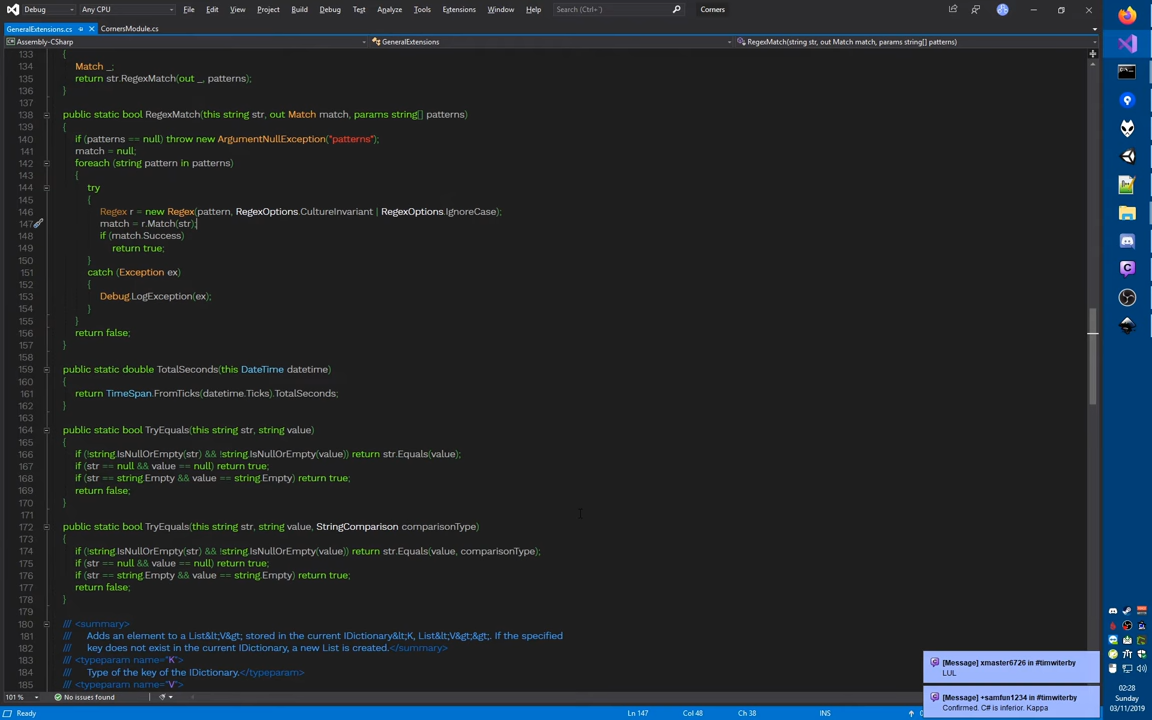 Debug
Any CPU
File Edit View Project Build Debug Test Analyze Tools Extensions Window Help
Search (Ctrl+')
Corners
GeneralExtensions.cs
CornersModule.cs
Assembly-CSharp
GeneralExtensions
RegexMatch(string str, out Match match, params string[] patterns)
133 {
134 Match _;
135 return str.RegexMatch(out _, patterns);
136 }
137
138 public static bool RegexMatch(this string str, out Match match, params string[] patterns)
139 {
140 if (patterns == null) throw new ArgumentNullException("patterns");
141 match = null;
142 foreach (string pattern in patterns)
143 {
144 try
145 {
146 Regex r = new Regex(pattern, RegexOptions.CultureInvariant | RegexOptions.IgnoreCase);
147 match = r.Match(str);
148 if (match.Success)
149 return true;
150 }
151 catch (Exception ex)
152 {
153 Debug.LogException(ex);
154 }
155 }
156 return false;
157 }
158
159 public static double TotalSeconds(this DateTime datetime)
160 {
161 return TimeSpan.FromTicks(datetime.Ticks).TotalSeconds;
162 }
163
164 public static bool TryEquals(this string str, string value)
165 {
166 if (!string.IsNullOrEmpty(str) && !string.IsNullOrEmpty(value)) return str.Equals(value);
167 if (str == null && value == null) return true;
168 if (str == string.Empty && value == string.Empty) return true;
169 return false;
170 }
171
172 public static bool TryEquals(this string str, string value, StringComparison comparisonType)
173 {
174 if (!string.IsNullOrEmpty(str) && !string.IsNullOrEmpty(value)) return str.Equals(value, comparisonType);
175 if (str == null && value == null) return true;
176 if (str == string.Empty && value == string.Empty) return true;
177 return false;
178 }
179
180 /// <summary>
181 /// Adds an element to a List&lt;V&gt; stored in the current IDictionary&lt;K, List&lt;V&gt;&gt;. If the specified
182 /// key does not exist in the current IDictionary, a new List is created.</summary>
183 /// <typeparam name="K">
184 /// Type of the key of the IDictionary.</typeparam>
185 /// <typeparam name="V">
101 %
No issues found
Ready
Ln 147 Col 48 Ch 38 INS
[Message] xmaster6726 in #timwiterby
LUL
[Message] +samfun1234 in #timwiterby
Confirmed. C# is inferior. Kappa
02:28
Sunday
03/11/2019